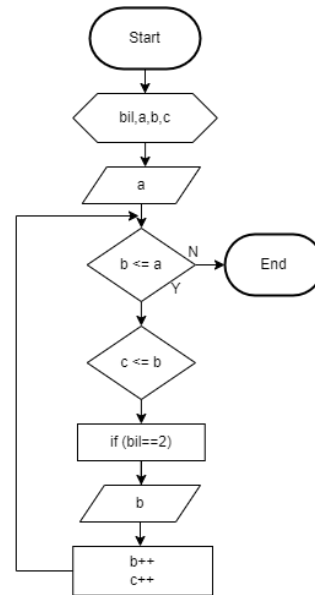 Start
bil,a,b,c
a
b <= a
N
End
Y
c <= b
if (bil==2)
b
b++
c++